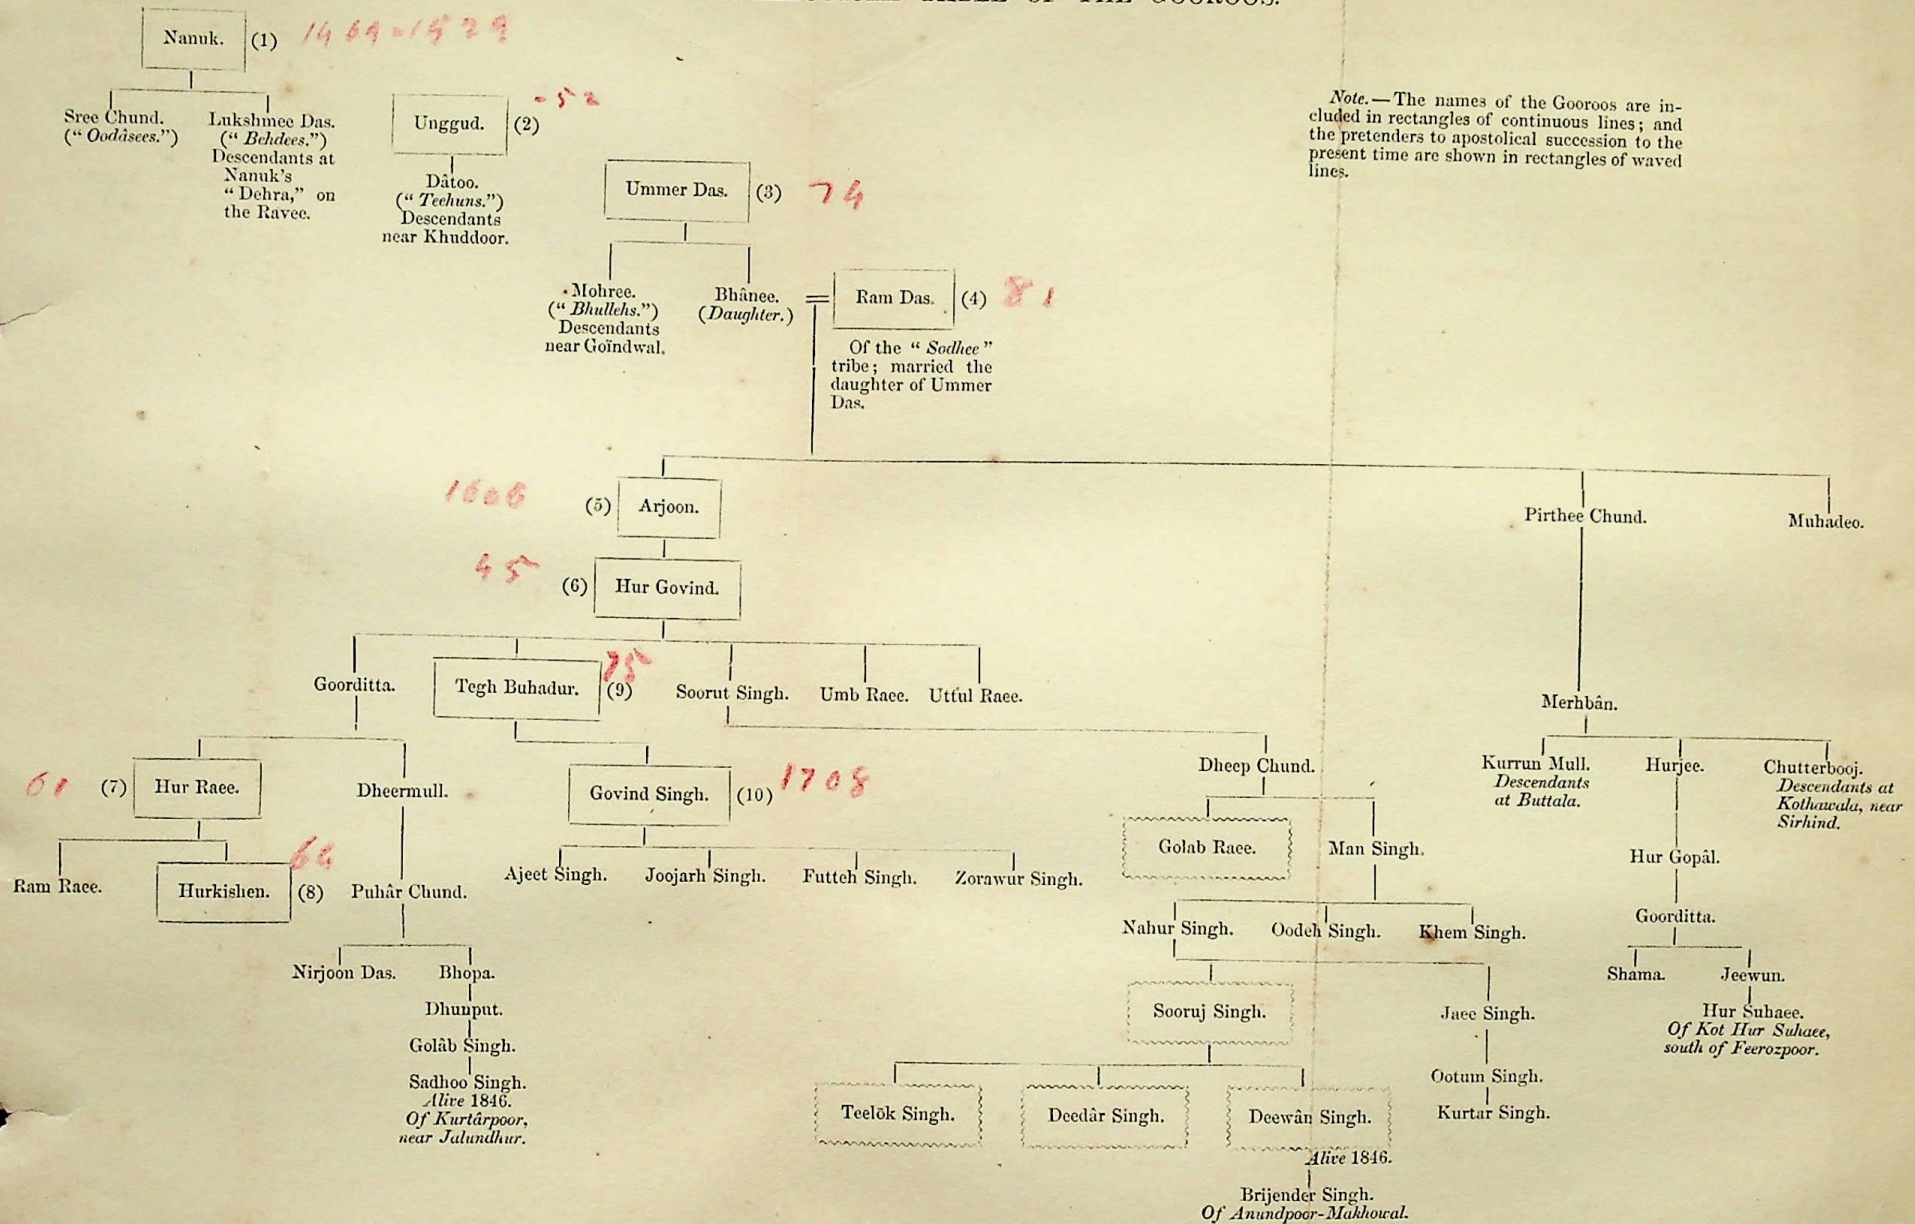 OF THE GOOROOS.
Nanuk. (1) 1469-1529
Sree Chund.
("Oodâsees.")
Lukshmee Das.
("Behdees.")
Descendants at
Nanuk's
"Dehra," on
the Ravee.
Unggud. (2) -52
Dâtoo.
("Teehuns.")
Descendants
near Khuddoor.
Ummer Das. (3) 74
Mohree.
("Bhullehs.")
Descendants
near Goïndwal.
Bhânee.
(Daughter.)
Ram Das. (4) 81
Of the "Sodhee"
tribe; married the
daughter of Ummer
Das.
Note.—The names of the Gooroos are in-
cluded in rectangles of continuous lines; and
the pretenders to apostolical succession to the
present time are shown in rectangles of waved
lines.
1606 (5) Arjoon.
Pirthee Chund.
Muhadeo.
45 (6) Hur Govind.
Goorditta.
Tegh Buhadur. (9) 75
Soorut Singh.
Umb Raee.
Uttul Raee.
Merhbân.
61 (7) Hur Raee.
Dheermull.
Govind Singh. (10) 1708
Dheep Chund.
Kurrun Mull.
Descendants
at Buttala.
Hurjee.
Chutterbooj.
Descendants at
Kothawala, near
Sirhind.
Ram Raee.
Hurkishen. (8) 64
Puhâr Chund.
Ajeet Singh.
Joojarh Singh.
Futteh Singh.
Zorawur Singh.
Golab Raee.
Man Singh.
Hur Gopâl.
Nahur Singh.
Oodeh Singh.
Khem Singh.
Goorditta.
Nirjoon Das.
Bhopa.
Dhunput.
Golâb Singh.
Sadhoo Singh.
Alive 1846.
Of Kurtârpoor,
near Jalundhur.
Sooruj Singh.
Jaee Singh.
Shama.
Jeewun.
Hur Suhaee.
Of Kot Hur Suhaee,
south of Feerozpoor.
Teelōk Singh.
Deedâr Singh.
Deewân Singh.
Alive 1846.
Ootum Singh.
Kurtar Singh.
Brijender Singh.
Of Anundpoor-Makhowal.